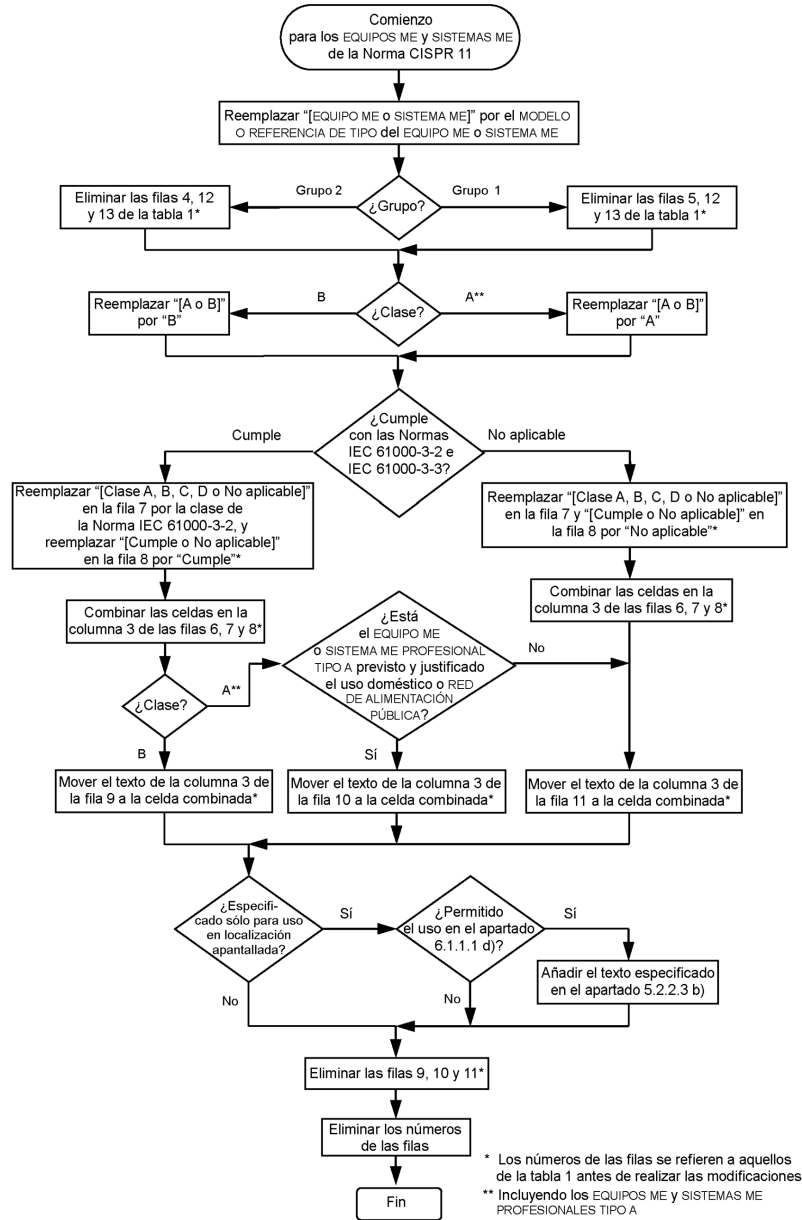 Comienzo
para los EQUIPOS ME y SISTEMAS ME
de la Norma CISPR 11
Reemplazar “[EQUIPO ME o SISTEMA ME]” por el MODELO
O REFERENCIA DE TIPO del EQUIPO ME o SISTEMA ME
Grupo 2
Grupo 1
¿Grupo?
Eliminar las filas 4, 12
y 13 de la tabla 1*
Eliminar las filas 5, 12
y 13 de la tabla 1*
B
A**
¿Clase?
Reemplazar “[A o B]”
por “B”
Reemplazar “[A o B]”
por “A”
¿Cumple
con las Normas
IEC 61000-3-2 e
IEC 61000-3-3?
Cumple
No aplicable
Reemplazar “[Clase A, B, C, D o No aplicable]”
en la fila 7 por la clase de
la Norma IEC 61000-3-2, y
reemplazar “[Cumple o No aplicable]”
en la fila 8 por “Cumple”*
Reemplazar “[Clase A, B, C, D o No aplicable]”
en la fila 7 y “[Cumple o No aplicable]” en
la fila 8 por "No aplicable"*
Combinar las celdas en la
columna 3 de las filas 6, 7 y 8*
Combinar las celdas en la
columna 3 de las filas 6, 7 y 8*
¿Está
el EQUIPO ME
o SISTEMA ME PROFESIONAL
TIPO A previsto y justificado
el uso doméstico o RED
DE ALIMENTACIÓN
PÚBLICA?
No
A**
¿Clase?
B
Sí
Mover el texto de la columna 3 de
la fila 9 a la celda combinada*
Mover el texto de la columna 3 de
la fila 10 a la celda combinada*
Mover el texto de la columna 3 de
la fila 11 a la celda combinada*
¿Especifi-
cado sólo para uso
en localización
apantallada?
Sí
¿Permitido
el uso en el apartado
6.1.1.1 d)?
Sí
Añadir el texto especificado
en el apartado 5.2.2.3 b)
No
No
Eliminar las filas 9, 10 y 11*
Eliminar los números
de las filas
Fin
* Los números de las filas se refieren a aquellos
de la tabla 1 antes de realizar las modificaciones
** Incluyendo los EQUIPOS ME y SISTEMAS ME
PROFESIONALES TIPO A